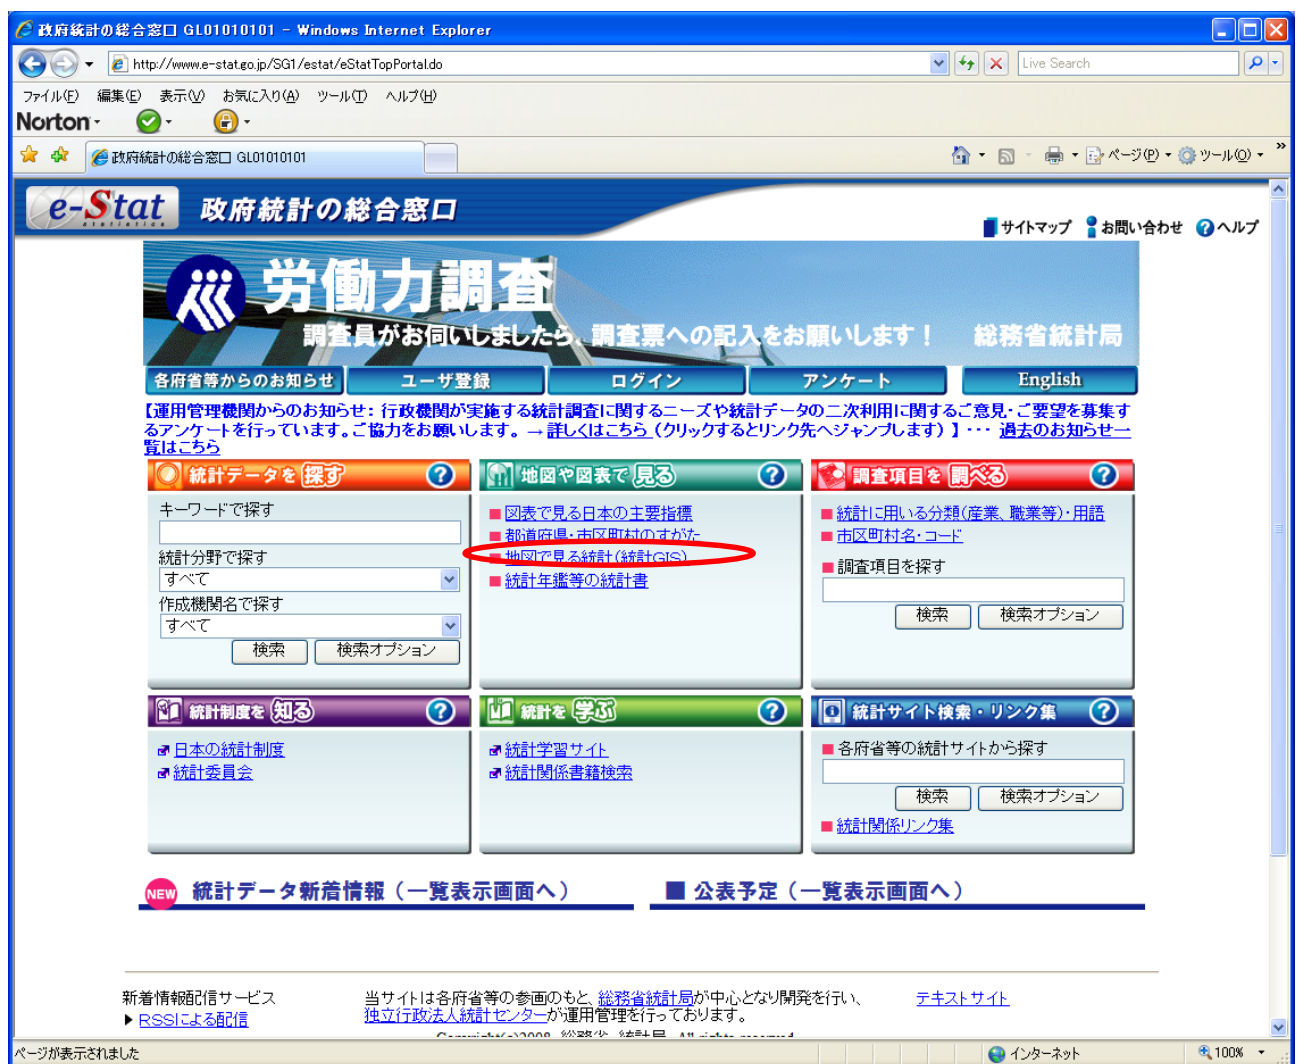 政府統計の総合窓口 GL01010101 - Windows Internet Explorer
http://www.e-stat.go.jp/SG1/estat/eStatTopPortal.do
Live Search
ファイル(F) 編集(E) 表示(V) お気に入り(A) ツール(T) ヘルプ(H)
Norton
政府統計の総合窓口 GL01010101
ページ(P) ツール(O) »
e-Stat 政府統計の総合窓口
statistics
サイトマップ お問い合わせ ヘルプ
労働力調査
調査員がお伺いしましたら、調査票への記入をお願いします！ 総務省統計局
各府省等からのお知らせ ユーザ登録 ログイン アンケート English
【運用管理機関からのお知らせ：行政機関が実施する統計調査に関するニーズや統計データの二次利用に関するご意見・ご要望を募集す
るアンケートを行っています。ご協力をお願いします。→詳しくはこちら（クリックするとリンク先へジャンプします）】・・・ 過去のお知らせ一
覧はこちら
統計データを 探す
キーワードで探す
統計分野で探す
すべて
作成機関名で探す
すべて
検索 検索オプション
地図や図表で 見る
図表で見る日本の主要指標
都道府県・市区町村のすがた
地図で見る統計(統計GIS)
統計年鑑等の統計書
調査項目を 調べる
統計に用いる分類(産業、職業等)・用語
市区町村名・コード
調査項目を探す
検索 検索オプション
統計制度を 知る
日本の統計制度
統計委員会
統計を 学ぶ
統計学習サイト
統計関係書籍検索
統計サイト検索・リンク集
各府省等の統計サイトから探す
検索 検索オプション
統計関係リンク集
NEW 統計データ新着情報（一覧表示画面へ）
公表予定（一覧表示画面へ）
新着情報配信サービス
RSSによる配信
当サイトは各府省等の参画のもと、総務省統計局が中心となり開発を行い、
独立行政法人統計センターが運用管理を行っております。
テキストサイト
Copyright(c)2008 総務省 統計局 All rights reserved
ページが表示されました インターネット 100%